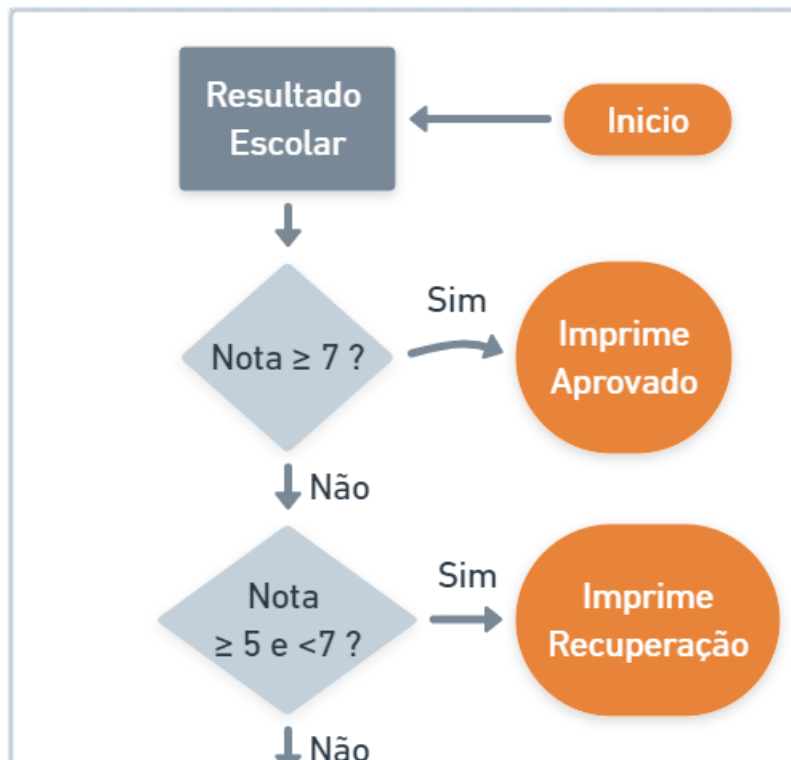 Resultado
Escolar
Inicio
Nota ≥ 7 ?
Sim
Imprime
Aprovado
Não
Nota
≥ 5 e <7 ?
Sim
Imprime
Recuperação
Não